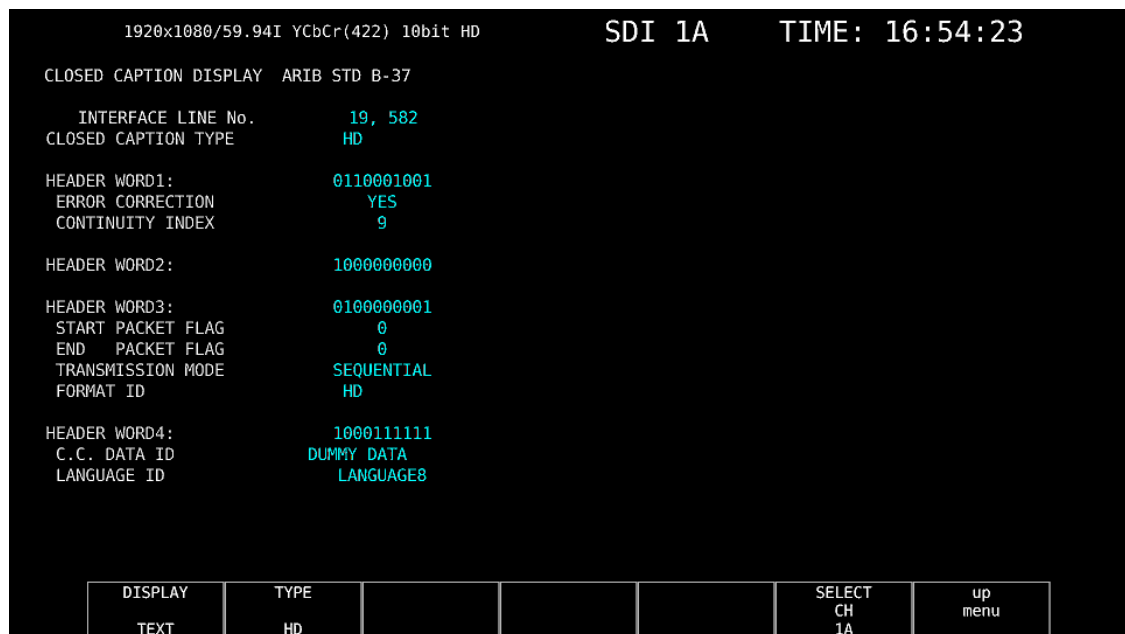 1920x1080/59.94I YCbCr(422) 10bit HD SDI 1A TIME: 16:54:23
CLOSED CAPTION DISPLAY ARIB STD B-37
INTERFACE LINE No. 19, 582
CLOSED CAPTION TYPE HD
HEADER WORD1: 0110001001
ERROR CORRECTION YES
CONTINUITY INDEX 9
HEADER WORD2: 1000000000
HEADER WORD3: 0100000001
START PACKET FLAG 0
END PACKET FLAG 0
TRANSMISSION MODE SEQUENTIAL
FORMAT ID HD
HEADER WORD4: 1000111111
C.C. DATA ID DUMMY DATA
LANGUAGE ID LANGUAGE8
DISPLAY TYPE SELECT up
CH menu
TEXT HD 1A